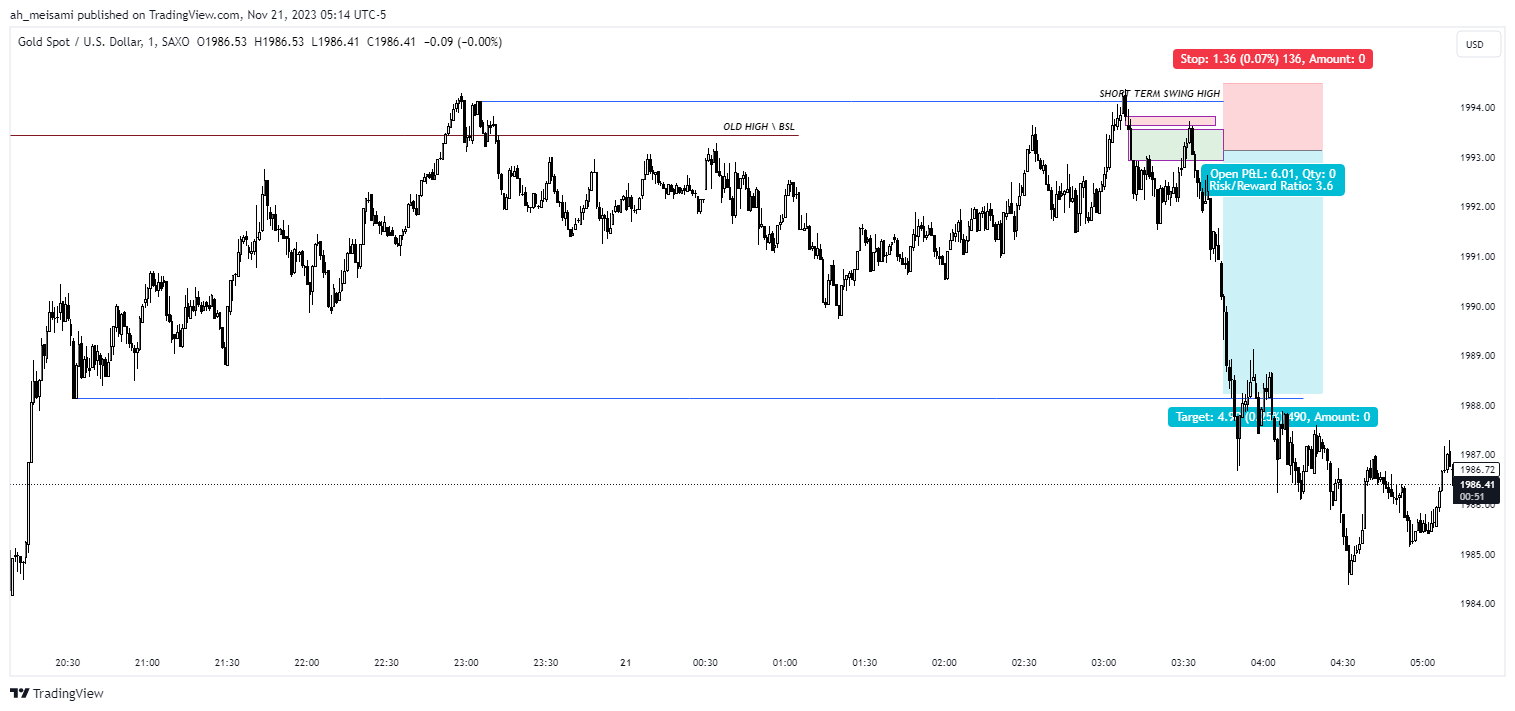 ah_meisami published on TradingView.com, Nov 21, 2023 05:14 UTC-5
Gold Spot / U.S. Dollar, 1, SAXO O1986.53 H1986.53 L1986.41 C1986.41 −0.09 (−0.00%)
USD
Stop: 1.36 (0.07%) 136, Amount: 0
SHORT TERM SWING HIGH
1994.00
OLD HIGH \ BSL
1993.00
Open P&L: 6.01, Qty: 0
Risk/Reward Ratio: 3.6
1992.00
1991.00
1990.00
1989.00
1988.00
Target: 490, Amount: 0
1987.00
1986.72
1986.41
00:51
1986.00
1985.00
1984.00
20:30 21:00 21:30 22:00 22:30 23:00 23:30 21 00:30 01:00 01:30 02:00 02:30 03:00 03:30 04:00 04:30 05:00
TradingView